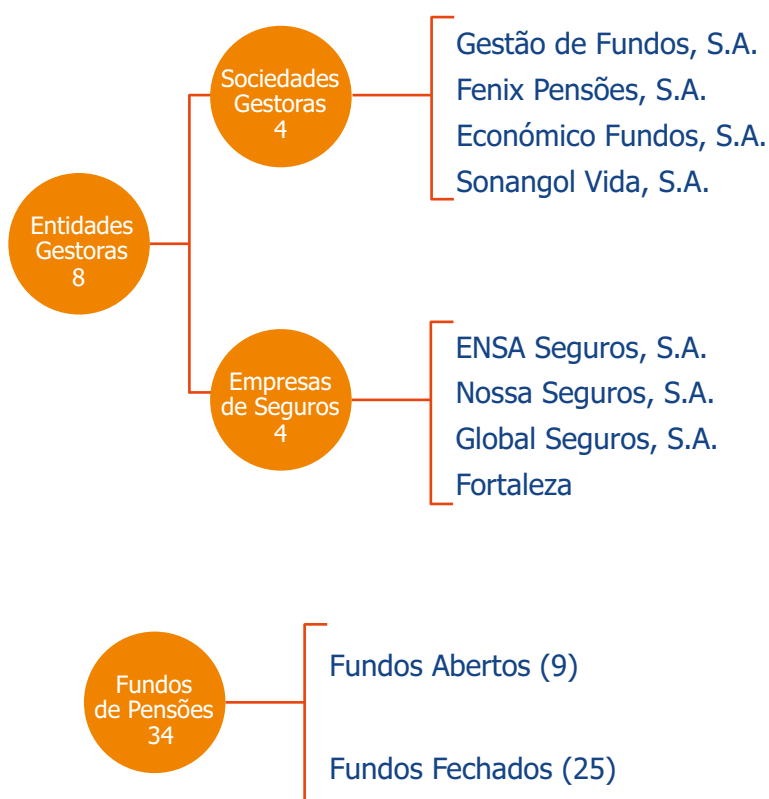 Entidades
Gestoras
8
Sociedades
Gestoras
4
Gestão de Fundos, S.A.
Fenix Pensões, S.A.
Económico Fundos, S.A.
Sonangol Vida, S.A.
Empresas
de Seguros
4
ENSA Seguros, S.A.
Nossa Seguros, S.A.
Global Seguros, S.A.
Fortaleza
Fundos
de Pensões
34
Fundos Abertos (9)
Fundos Fechados (25)